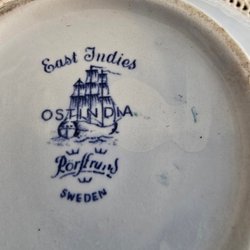 East Indies
OSTINDIA
Rörstrand
SWEDEN